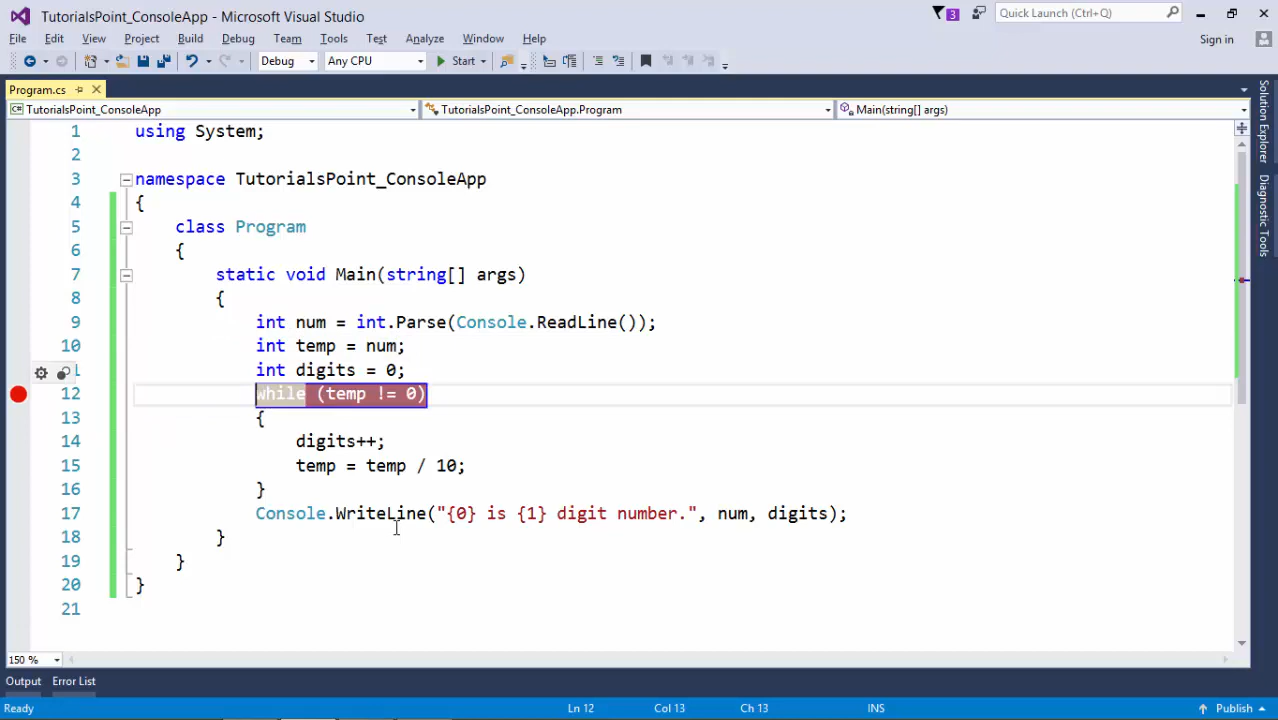 TutorialsPoint_ConsoleApp - Microsoft Visual Studio
3
Quick Launch (Ctrl+Q)
File Edit View Project Build Debug Team Tools Test Analyze Window Help
Sign in
Debug Any CPU Start
Program.cs
TutorialsPoint_ConsoleApp TutorialsPoint_ConsoleApp.Program Main(string[] args)
Solution Explorer
Diagnostic Tools
1 using System;
2
3 namespace TutorialsPoint_ConsoleApp
4 {
5 class Program
6 {
7 static void Main(string[] args)
8 {
9 int num = int.Parse(Console.ReadLine());
10 int temp = num;
1 int digits = 0;
12 while (temp != 0)
13 {
14 digits++;
15 temp = temp / 10;
16 }
17 Console.WriteLine("{0} is {1} digit number.", num, digits);
18 }
19 }
20 }
21
150 %
Output Error List
Ready Ln 12 Col 13 Ch 13 INS Publish